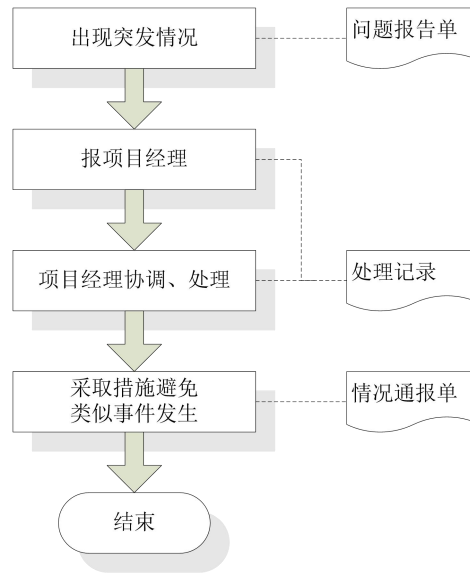 出现突发情况
问题报告单
报项目经理
项目经理协调、处理
处理记录
采取措施避免
类似事件发生
情况通报单
结束